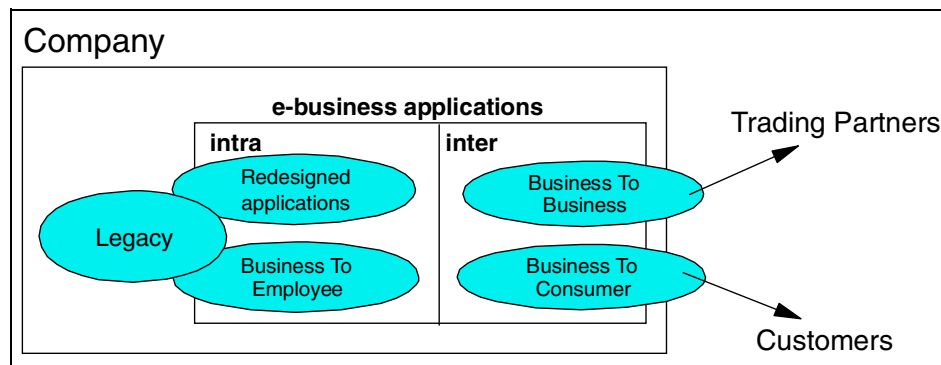 Company
e-business applications
intra
inter
Trading Partners
Redesigned
applications
Business To
Business
Legacy
Business To
Employee
Business To
Consumer
Customers